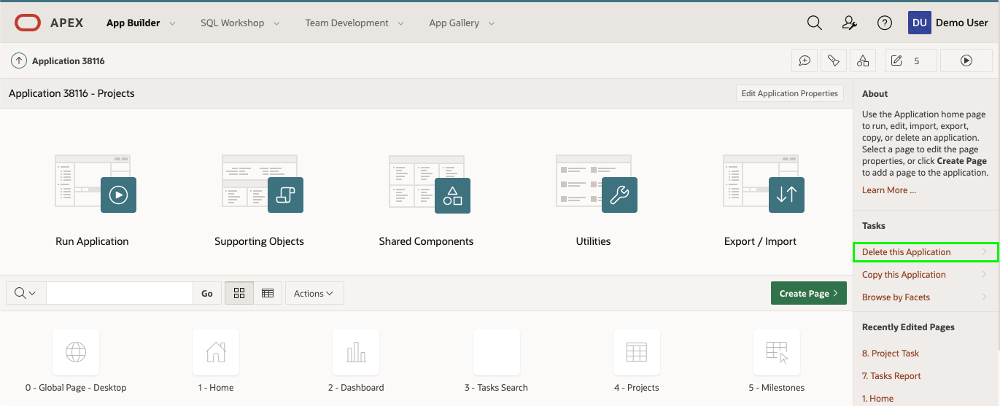 APEX
App Builder
SQL Workshop
Team Development
App Gallery
DU
Demo User
Application 38116
5
Application 38116 - Projects
Edit Application Properties
Run Application
Supporting Objects
Shared Components
Utilities
Export / Import
Go
Actions
Create Page
0 - Global Page - Desktop
1 - Home
2 - Dashboard
3 - Tasks Search
4 - Projects
5 - Milestones
About
Use the Application home page
to run, edit, import, export,
copy, or delete an application.
Select a page to edit the page
properties, or click Create Page
to add a page to the application.
Learn More ...
Tasks
Delete this Application
Copy this Application
Browse by Facets
Recently Edited Pages
8. Project Task
7. Tasks Report
1. Home